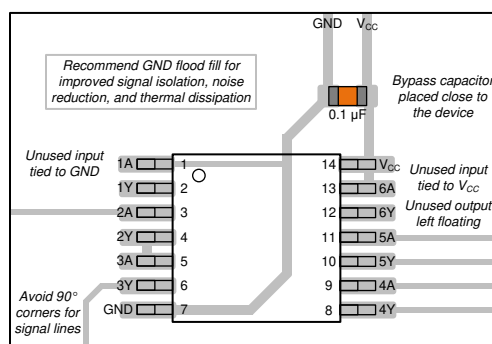 GND VCC
Recommend GND flood fill for
improved signal isolation, noise
reduction, and thermal dissipation
Bypass capacitor
placed close to
the device
0.1 µF
Unused input
tied to GND
1A 1 14 VCC
1Y 2 13 6A
2A 3 12 6Y
2Y 4 11 5A
3A 5 10 5Y
3Y 6 9 4A
GND 7 8 4Y
Unused input
tied to VCC
Unused output
left floating
Avoid 90°
corners for
signal lines